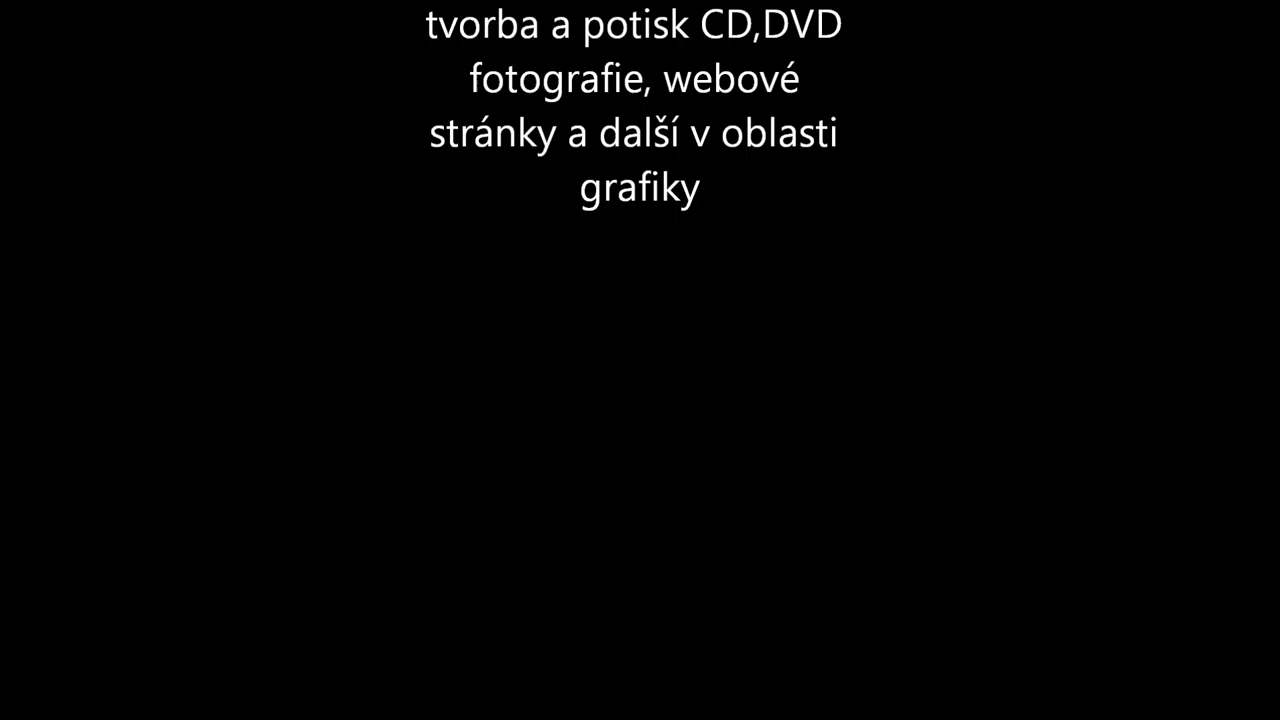 tvorba a potisk CD,DVD
fotografie, webové
stránky a další v oblasti
grafiky